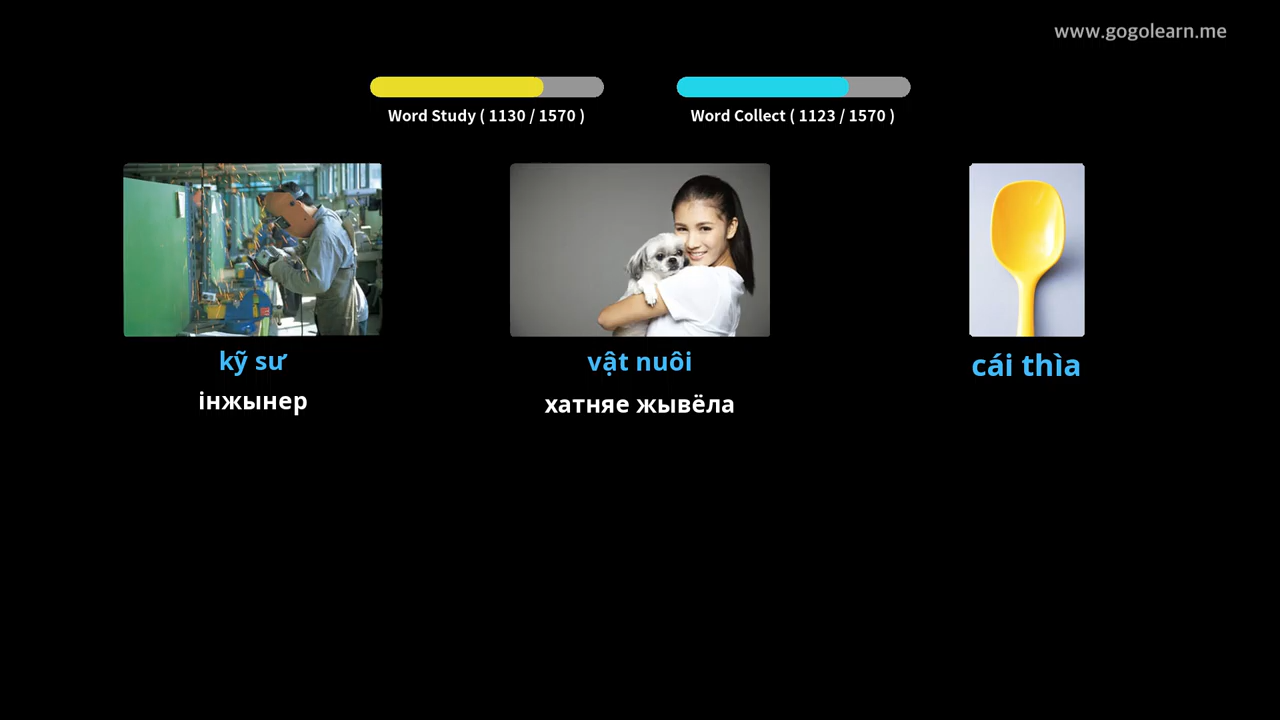 www.gogolearn.me
Word Study ( 1130 / 1570 )
Word Collect ( 1123 / 1570 )
kỹ sư
інжынер
vật nuôi
хатняе жывёла
cái thìa